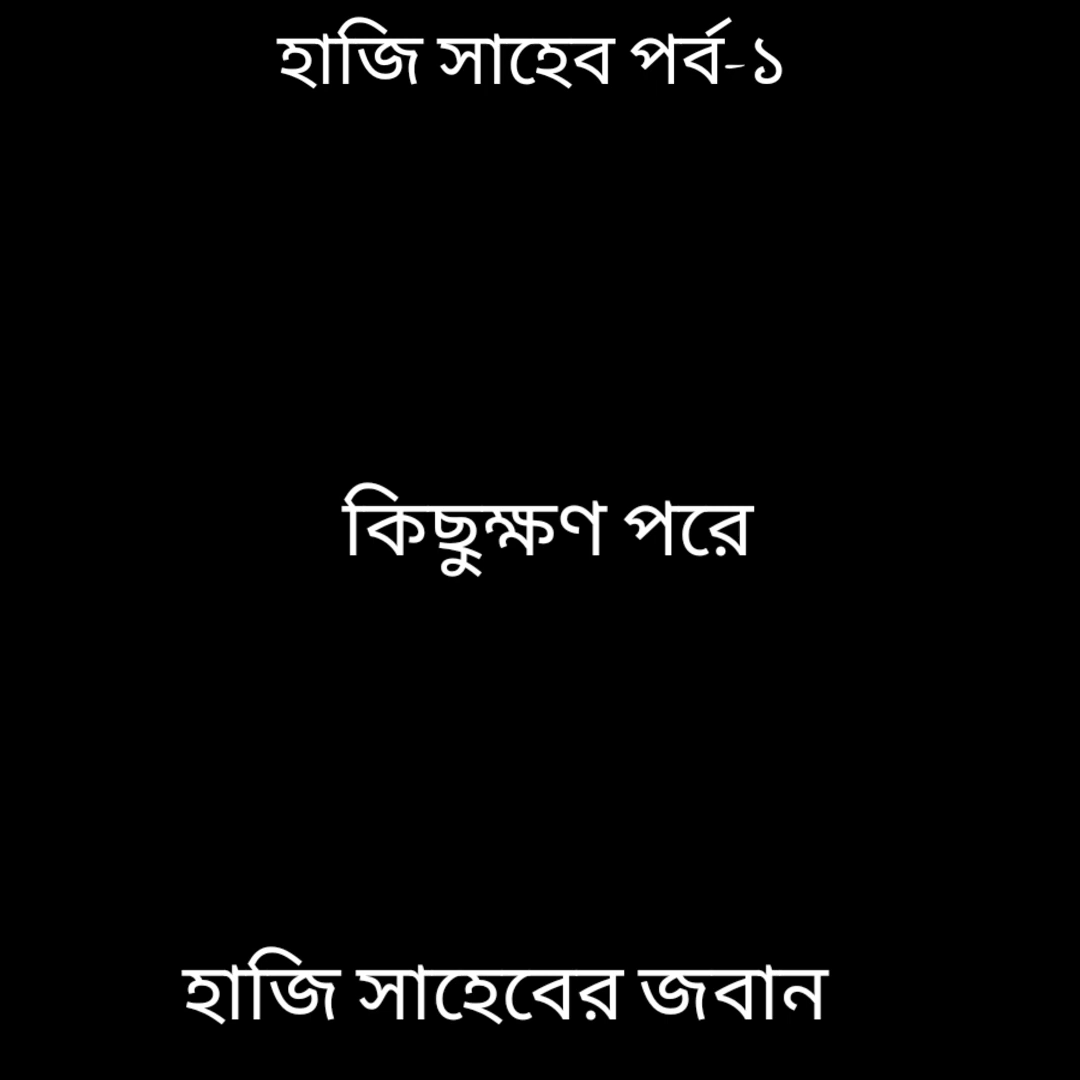 হাজি সাহেব পর্ব-১
কিছুক্ষণ পরে
হাজি সাহেবের জবান